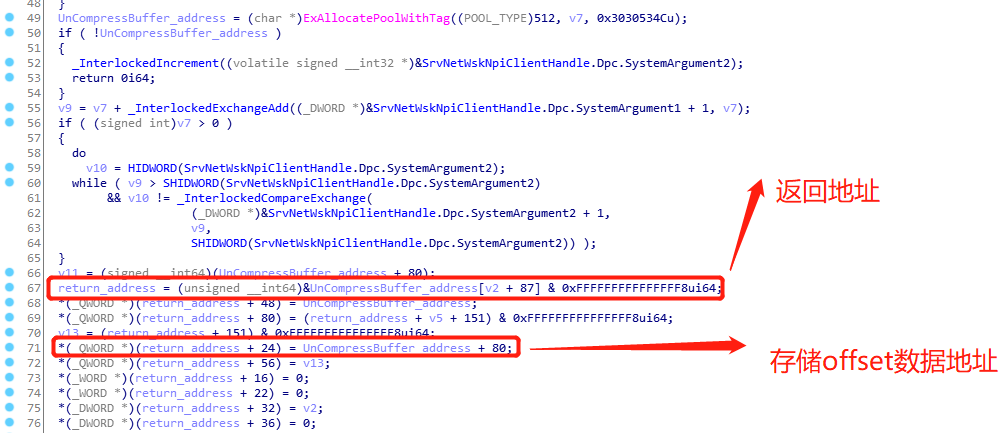 48 }
49 UnCompressBuffer_address = (char *)ExAllocatePoolWithTag((POOL_TYPE)512, v7, 0x3030534Cu);
50 if ( !UnCompressBuffer_address )
51 {
52 _InterlockedIncrement((volatile signed __int32 *)&SrvNetWskNpiClientHandle.Dpc.SystemArgument2);
53 return 0i64;
54 }
55 v9 = v7 + _InterlockedExchangeAdd((_DWORD *)&SrvNetWskNpiClientHandle.Dpc.SystemArgument1 + 1, v7);
56 if ( (signed int)v7 > 0 )
57 {
58 do
59 v10 = HIDWORD(SrvNetWskNpiClientHandle.Dpc.SystemArgument2);
60 while ( v9 > SHIDWORD(SrvNetWskNpiClientHandle.Dpc.SystemArgument2)
61 && v10 != _InterlockedCompareExchange(
62 (_DWORD *)&SrvNetWskNpiClientHandle.Dpc.SystemArgument2 + 1,
63 v9,
64 SHIDWORD(SrvNetWskNpiClientHandle.Dpc.SystemArgument2)) );
65 }
66 v11 = (signed __int64)(UnCompressBuffer_address + 80);
67 return_address = (unsigned __int64)&UnCompressBuffer_address[v2 + 87] & 0xFFFFFFFFFFFFFFF8ui64;
68 *(_QWORD *)(return_address + 48) = UnCompressBuffer_address;
69 *(_QWORD *)(return_address + 80) = (return_address + v5 + 151) & 0xFFFFFFFFFFFFFFF8ui64;
70 v13 = (return_address + 151) & 0xFFFFFFFFFFFFFFF8ui64;
71 *(_QWORD *)(return_address + 24) = UnCompressBuffer_address + 80;
72 *(_QWORD *)(return_address + 56) = v13;
73 *(_WORD *)(return_address + 16) = 0;
74 *(_WORD *)(return_address + 22) = 0;
75 *(_DWORD *)(return_address + 32) = v2;
76 *(_DWORD *)(return_address + 36) = 0;
返回地址
存储offset数据地址